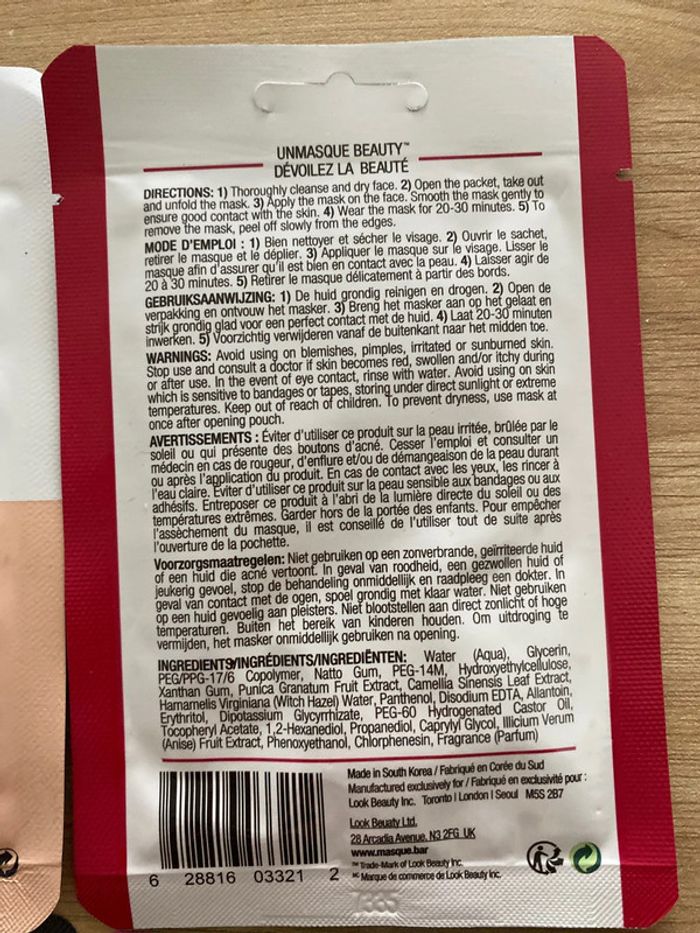 UNMASQUE BEAUTY™
DÉVOILEZ LA BEAUTÉ
DIRECTIONS: 1) Thoroughly cleanse and dry face. 2) Open the packet, take out
and unfold the mask. 3) Apply the mask on the face. Smooth the mask gently to
ensure good contact with the skin. 4) Wear the mask for 20-30 minutes. 5) To
remove the mask, peel off slowly from the edges.
MODE D'EMPLOI : 1) Bien nettoyer et sécher le visage. 2) Ouvrir le sachet,
retirer le masque et le déplier. 3) Appliquer le masque sur le visage. Lisser le
masque afin d'assurer qu'il est bien en contact avec la peau. 4) Laisser agir de
20 à 30 minutes. 5) Retirer le masque délicatement à partir des bords.
GEBRUIKSAANWIJZING: 1) De huid grondig reinigen en drogen. 2) Open de
verpakking en ontvouw het masker. 3) Breng het masker aan op het gelaat en
strijk grondig glad voor een perfect contact met de huid. 4) Laat 20-30 minuten
inwerken. 5) Voorzichtig verwijderen vanaf de buitenkant naar het midden toe.
WARNINGS: Avoid using on blemishes, pimples, irritated or sunburned skin.
Stop use and consult a doctor if skin becomes red, swollen and/or itchy during
or after use. In the event of eye contact, rinse with water. Avoid using on skin
which is sensitive to bandages or tapes, storing under direct sunlight or extreme
temperatures. Keep out of reach of children. To prevent dryness, use mask at
once after opening pouch.
AVERTISSEMENTS : Éviter d'utiliser ce produit sur la peau irritée, brûlée par le
soleil ou qui présente des boutons d'acné. Cesser l'emploi et consulter un
médecin en cas de rougeur, d'enflure et/ou de démangeaison de la peau durant
ou après l'application du produit. En cas de contact avec les yeux, les rincer à
l'eau claire. Éviter d'utiliser ce produit sur la peau sensible aux bandages ou aux
adhésifs. Entreposer ce produit à l'abri de la lumière directe du soleil ou des
températures extrêmes. Garder hors de la portée des enfants. Pour empêcher
l'assèchement du masque, il est conseillé de l'utiliser tout de suite après
l'ouverture de la pochette.
Voorzorgsmaatregelen: Niet gebruiken op een zonverbrande, geïrriteerde huid
of een huid die acné vertoont. In geval van roodheid, een gezwollen huid of
jeukerig gevoel, stop de behandeling onmiddellijk en raadpleeg een dokter. In
geval van contact met de ogen, spoel grondig met klaar water. Niet gebruiken
op een huid gevoelig aan pleisters. Niet blootstellen aan direct zonlicht of hoge
temperaturen. Buiten het bereik van kinderen houden. Om uitdroging te
vermijden, het masker onmiddellijk gebruiken na opening.
INGREDIENTS/INGRÉDIENTS/INGREDIËNTEN: Water (Aqua), Glycerin,
PEG/PPG-17/6 Copolymer, Natto Gum, PEG-14M, Hydroxyethylcellulose,
Xanthan Gum, Punica Granatum Fruit Extract, Camellia Sinensis Leaf Extract,
Hamamelis Virginiana (Witch Hazel) Water, Panthenol, Disodium EDTA, Allantoin,
Erythritol, Dipotassium Glycyrrhizate, PEG-60 Hydrogenated Castor Oil,
Tocopheryl Acetate, 1,2-Hexanediol, Propanediol, Caprylyl Glycol, Illicium Verum
(Anise) Fruit Extract, Phenoxyethanol, Chlorphenesin, Fragrance (Parfum)
Made in South Korea / Fabriqué en Corée du Sud
Manufactured exclusively for / Fabriqué en exclusivité pour :
Look Beauty Inc. Toronto | London | Seoul M5S 2B7
Look Beuaty Ltd.
28 Arcadia Avenue, N3 2FG UK
www.masque.bar
™ Trade-Mark of Look Beauty Inc.
MC Marque de commerce de Look Beauty Inc.
6 28816 03321 2